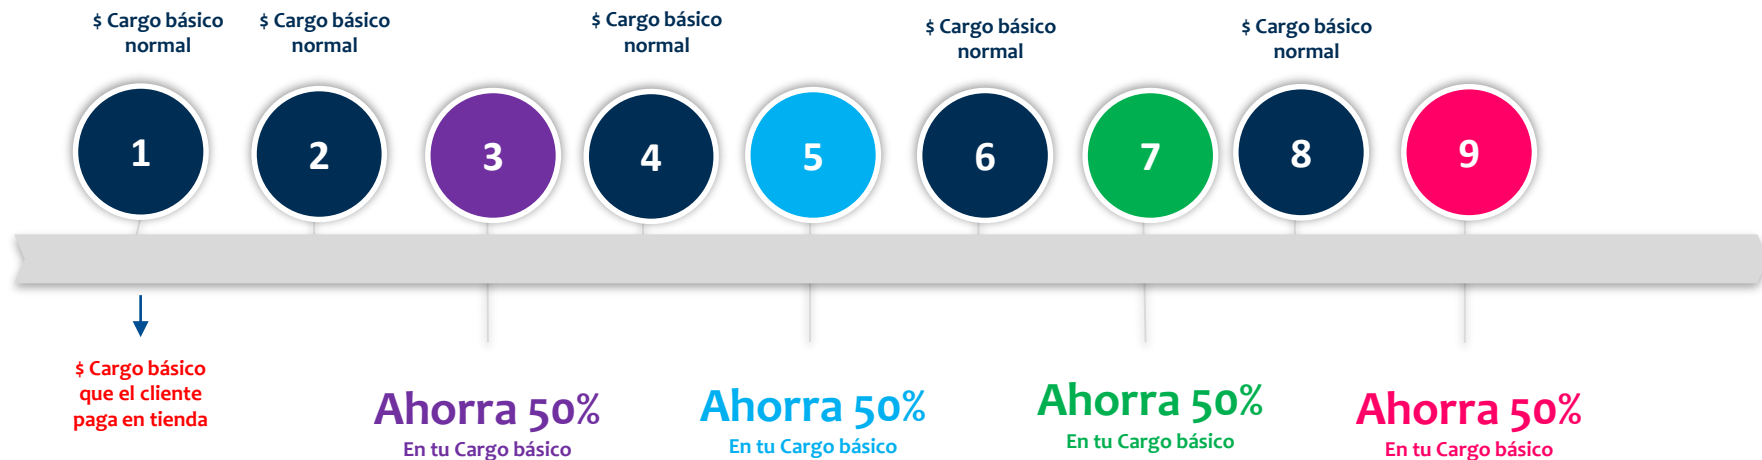 $ Cargo básico
normal
$ Cargo básico
normal
$ Cargo básico
normal
$ Cargo básico
normal
$ Cargo básico
normal
1
2
3
4
5
6
7
8
9
$ Cargo básico
que el cliente
paga en tienda
Ahorra 50%
En tu Cargo básico
Ahorra 50%
En tu Cargo básico
Ahorra 50%
En tu Cargo básico
Ahorra 50%
En tu Cargo básico